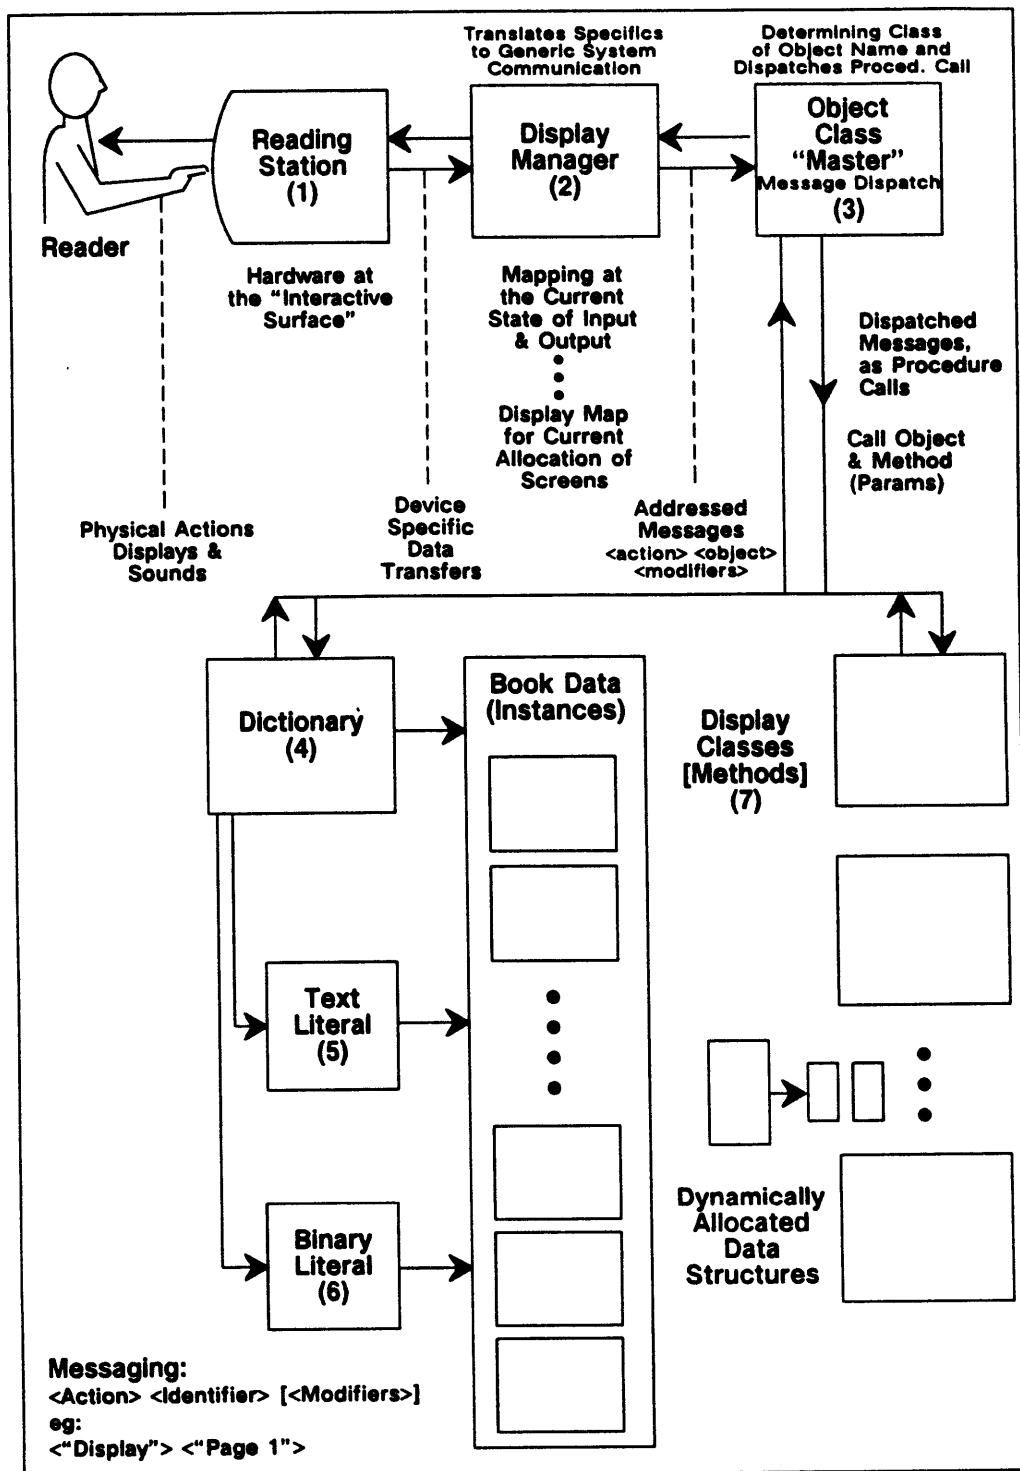 Translates Specifics
to Generic System
Communication
Determining Class
of Object Name and
Dispatches Proced. Call
Reading
Station
(1)
Display
Manager
(2)
Object
Class
“Master”
Message Dispatch
(3)
Reader
Hardware at
the “Interactive
Surface”
Mapping at
the Current
State of Input
& Output
Display Map
for Current
Allocation of
Screens
Dispatched
Messages,
as Procedure
Calls
Call Object
& Method
(Params)
Physical Actions
Displays &
Sounds
Device
Specific
Data
Transfers
Addressed
Messages
<action> <object>
<modifiers>
Dictionary
(4)
Book Data
(Instances)
Display
Classes
[Methods]
(7)
Text
Literal
(5)
Binary
Literal
(6)
Dynamically
Allocated
Data
Structures
Messaging:
<Action> <Identifier> [<Modifiers>]
eg:
<“Display”> <“Page 1”>